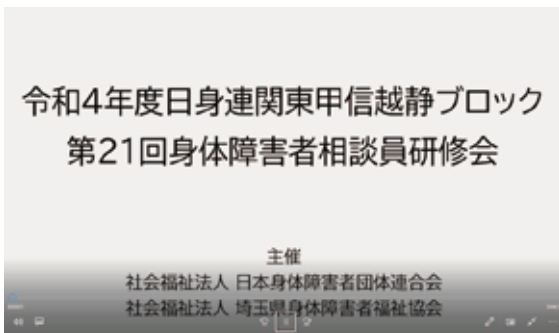 令和4年度日身連関東甲信越静ブロック
第21回身体障害者相談員研修会
主催
社会福祉法人 日本身体障害者団体連合会
社会福祉法人 埼玉県身体障害者福祉協会